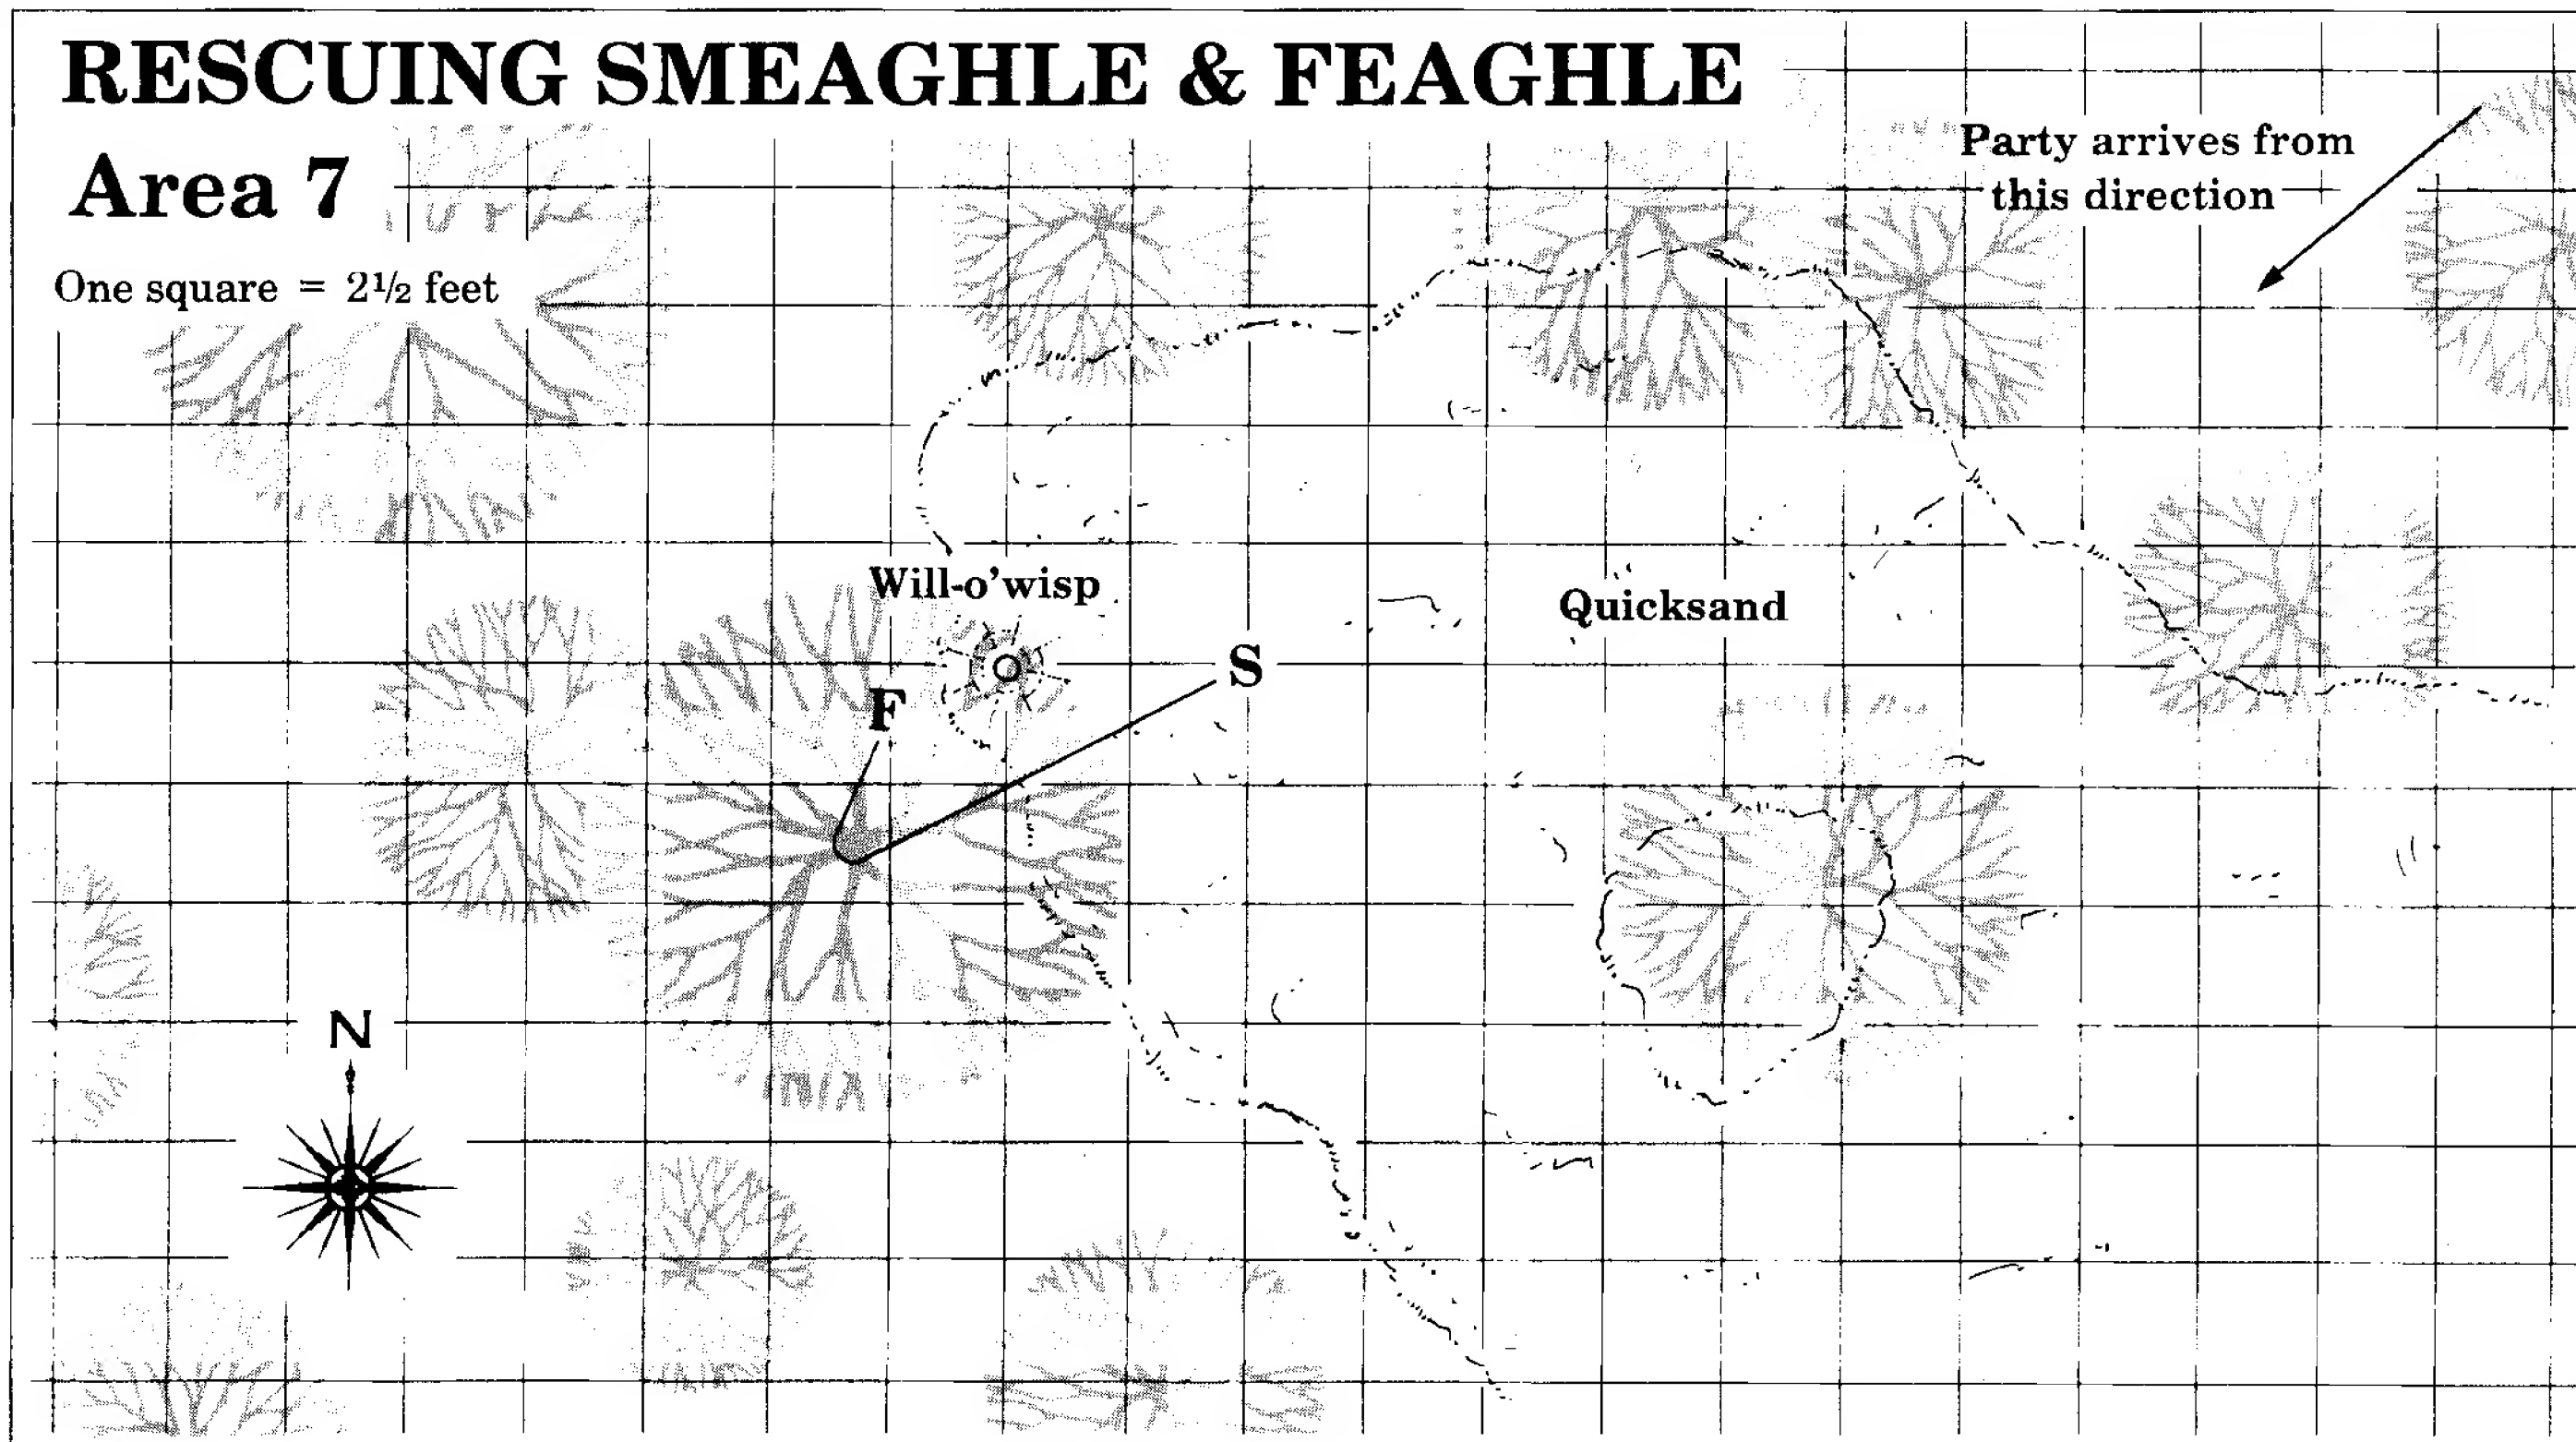 RESCUING SMEAGHLE & FEAGHLE
Area 7
Party arrives from
this direction
One square = 2½ feet
Will-o'wisp
Quicksand
S
F
N